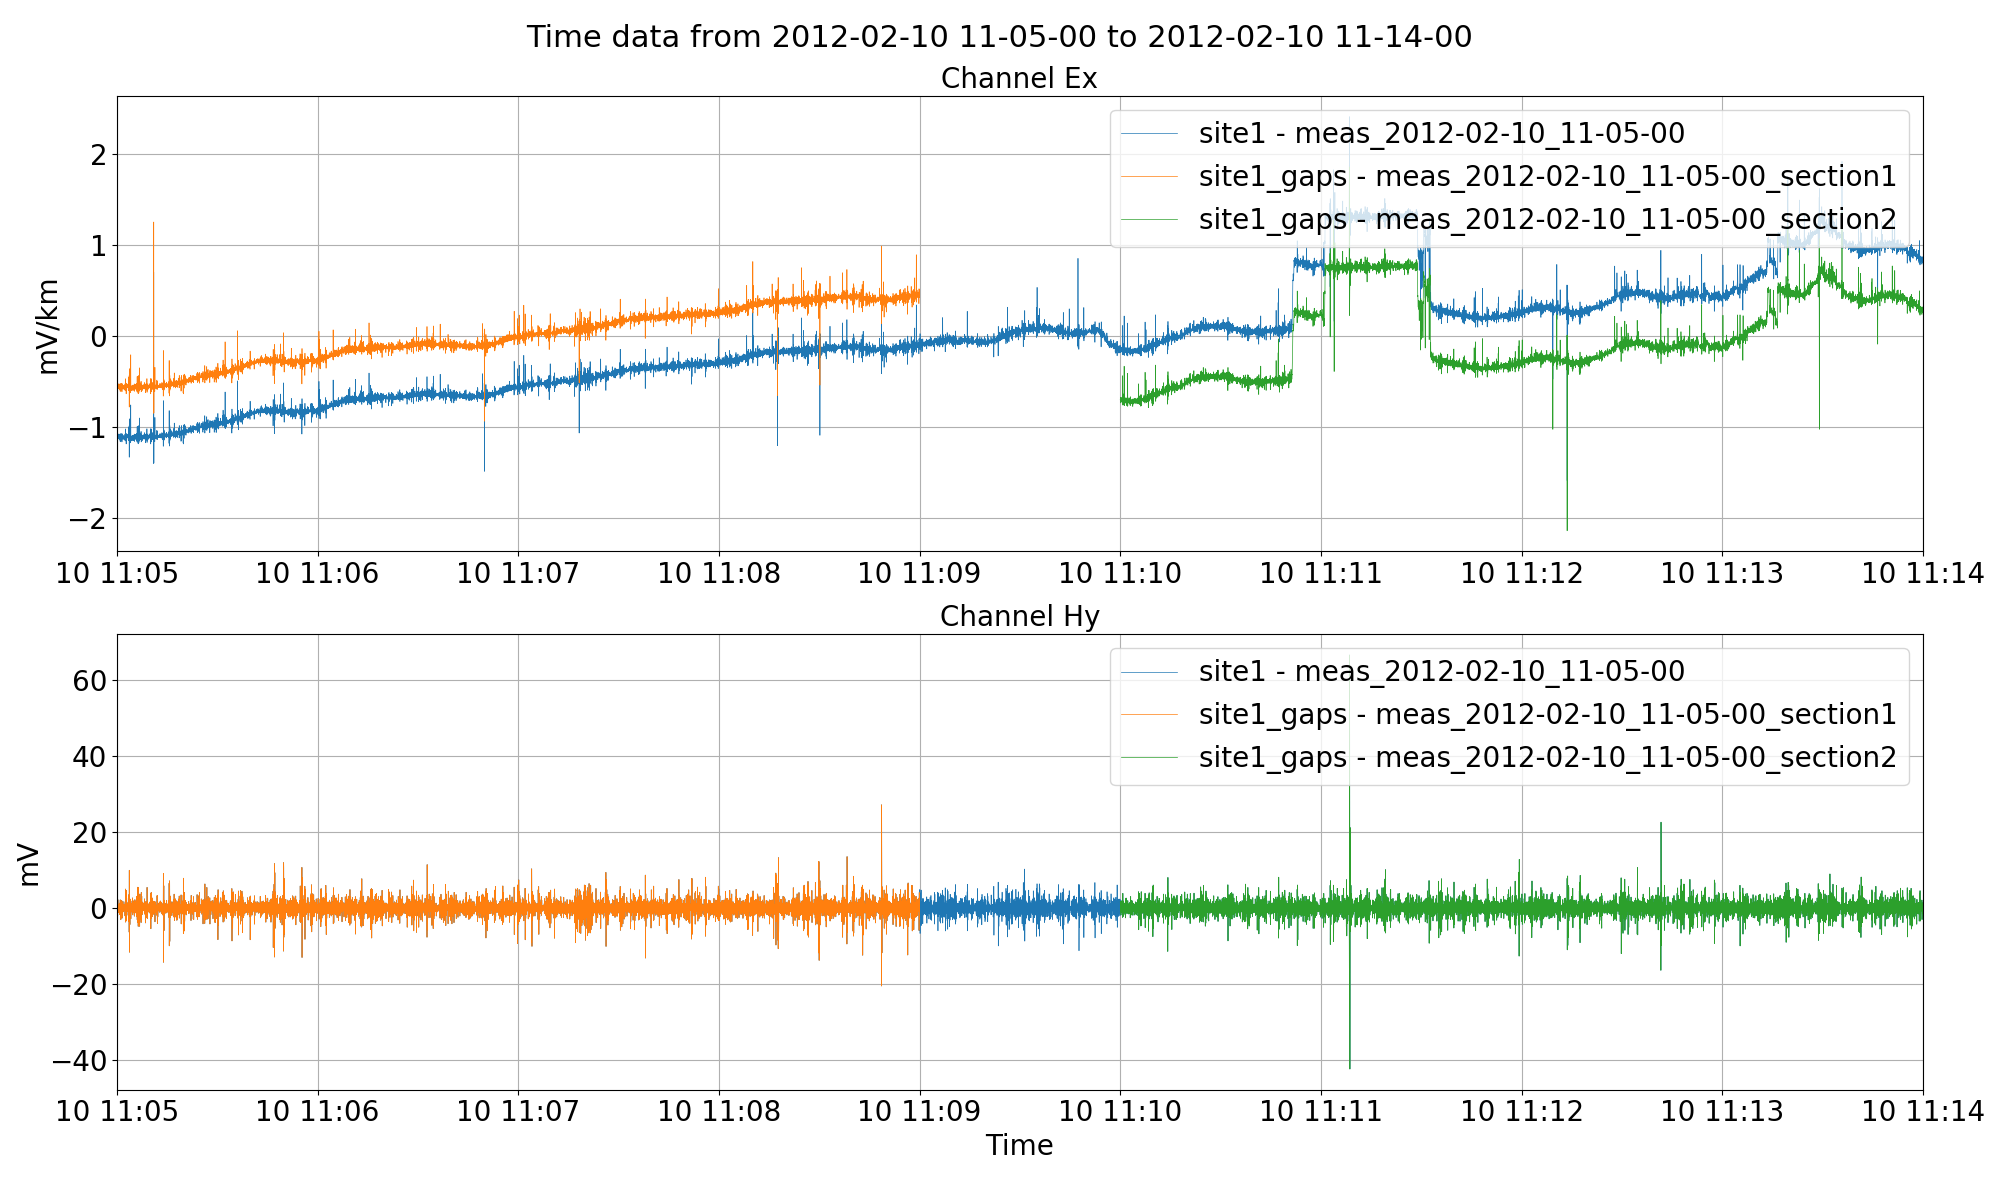 Time data from 2012-02-10 11-05-00 to 2012-02-10 11-14-00
Channel Ex
site1 - meas_2012-02-10_11-05-00
site1_gaps - meas_2012-02-10_11-05-00_section1
site1_gaps - meas_2012-02-10_11-05-00_section2
mV/km
2
1
0
−1
−2
10 11:05 10 11:06 10 11:07 10 11:08 10 11:09 10 11:10 10 11:11 10 11:12 10 11:13 10 11:14
Channel Hy
site1 - meas_2012-02-10_11-05-00
site1_gaps - meas_2012-02-10_11-05-00_section1
site1_gaps - meas_2012-02-10_11-05-00_section2
mV
60
40
20
0
−20
−40
10 11:05 10 11:06 10 11:07 10 11:08 10 11:09 10 11:10 10 11:11 10 11:12 10 11:13 10 11:14
Time